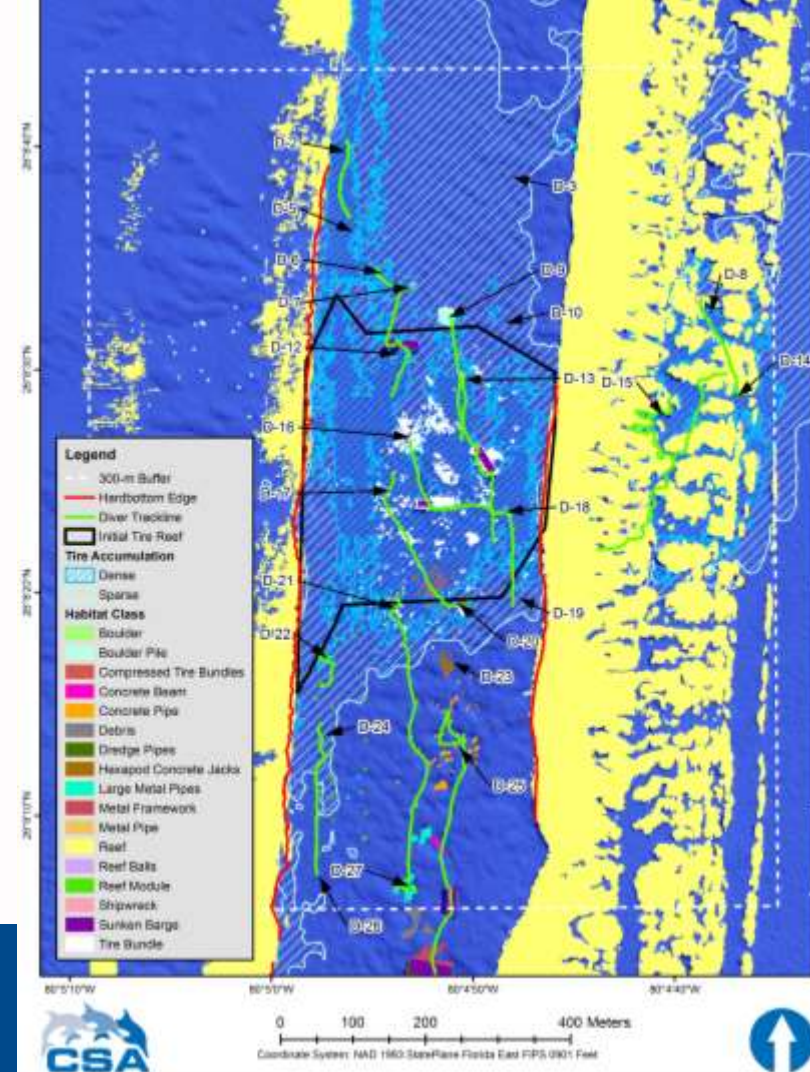 D-3
D-5
D-6
D-7
D-9
D-8
D-10
D-12
D-13
D-15
D-14
D-16
D-17
D-18
D-21
D-19
D-20
D-22
D-23
D-24
D-25
D-27
Legend
300-m Buffer
Hardbottom Edge
Diver Trackline
Initial Tire Reef
Tire Accumulation
Dense
Sparse
Habitat Class
Boulder
Boulder Pile
Compressed Tire Bundles
Concrete Beam
Concrete Pipe
Debris
Dredge Pipes
Hexapod Concrete Jacks
Large Metal Pipes
Metal Framework
Metal Pipe
Reef
Reef Balls
Reef Module
Shipwreck
Sunken Barge
Tire Bundle
80°5'10"W
80°5'0"W
80°4'50"W
80°4'40"W
CSA
0 100 200 400 Meters
Coordinate System: NAD 1983 StatePlane Florida East FIPS 0901 Feet